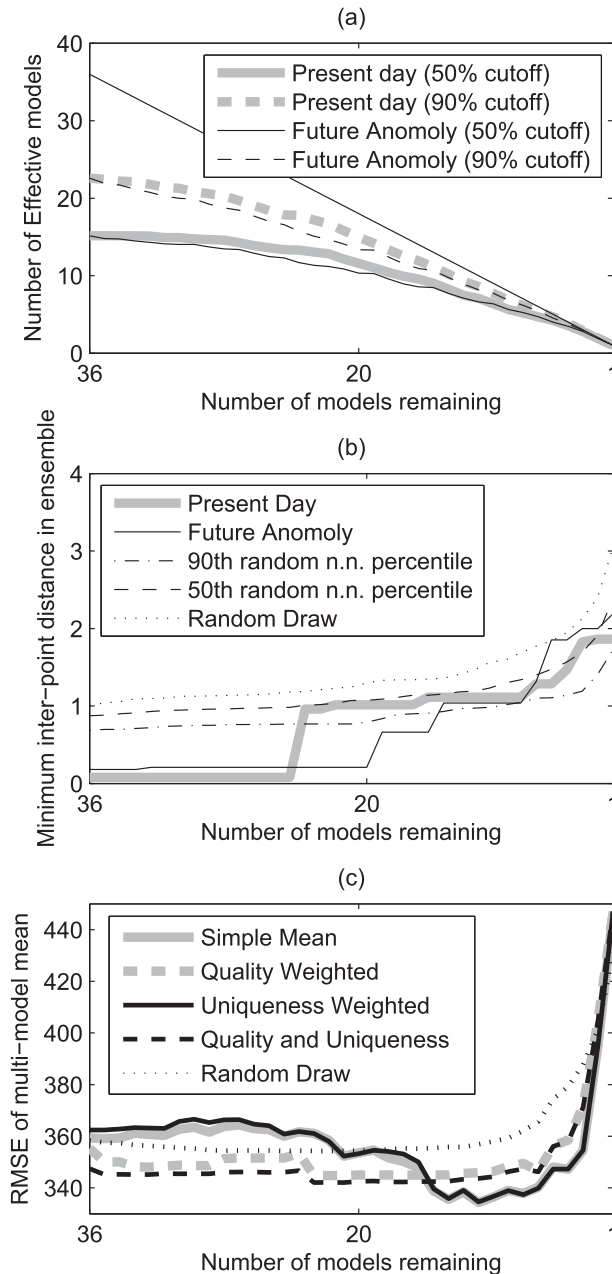 (a)
Number of Effective models
40
30
20
10
0
Present day (50% cutoff)
Present day (90% cutoff)
Future Anomoly (50% cutoff)
Future Anomoly (90% cutoff)
36
20
1
Number of models remaining
(b)
Minimum inter-point distance in ensemble
4
3
2
1
0
Present Day
Future Anomoly
90th random n.n. percentile
50th random n.n. percentile
Random Draw
36
20
1
Number of models remaining
(c)
RMSE of multi-model mean
440
420
400
380
360
340
Simple Mean
Quality Weighted
Uniqueness Weighted
Quality and Uniqueness
Random Draw
36
20
1
Number of models remaining